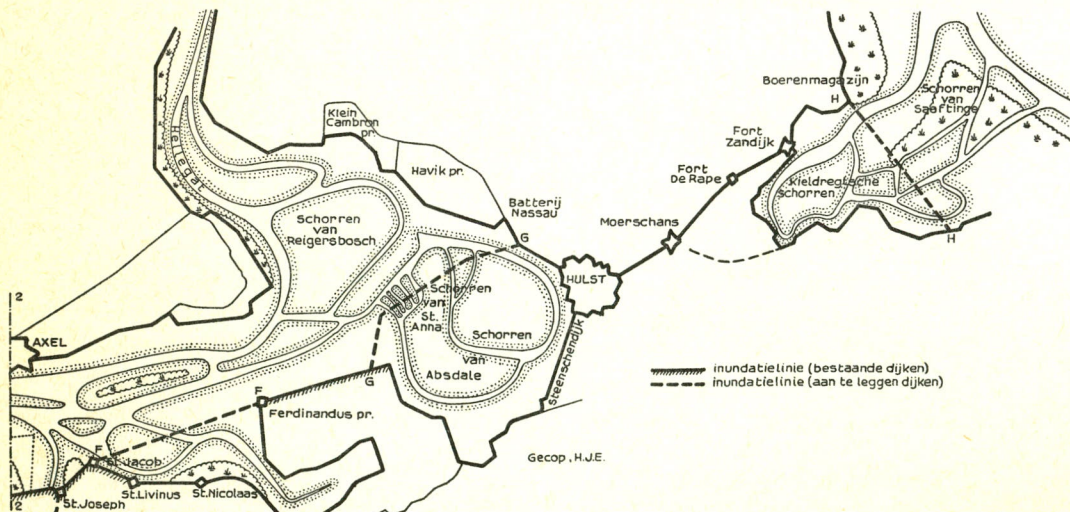 Boerenmagazijn
H
Schorren
van
Saeftinge
Klein
Cambron
pr.
Fort
Zandijk
Hellegat
Havik pr.
Fort
De Rape
Kieldregtsche
Schorren.
Batterij
Nassau
Schorren
van
Reigersbosch
Moerschans
G
H
HULST
Schorren
van
St.
Anna
2
Schorren
AXEL
Steenschendijk
van
Absdale
G
inundatielinie (bestaande dijken)
inundatielinie (aan te leggen dijken)
F
Ferdinandus pr.
F
St.Jacob
Gecop. H.J.E.
St.Livinus
St.Nicolaas
St.Joseph
2